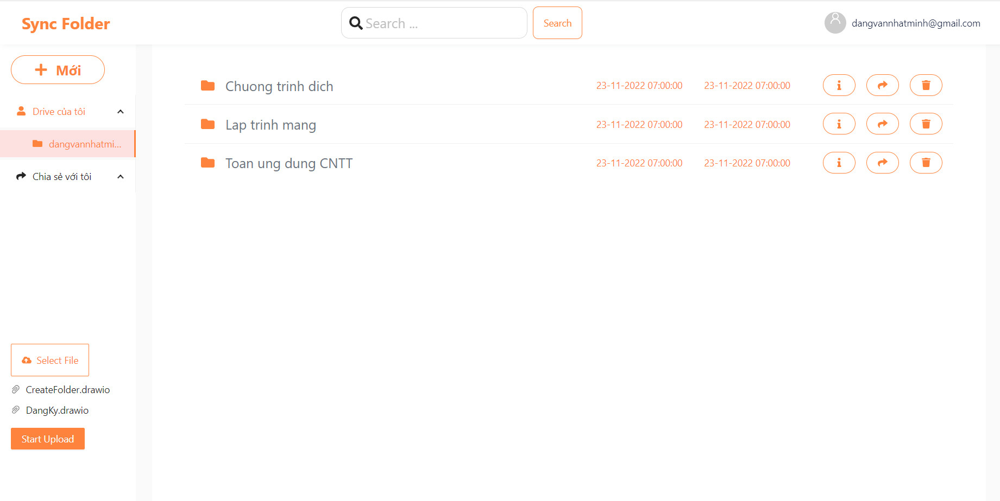 Sync Folder
Search ...
Search
dangvannhatminh@gmail.com
Mới
Drive của tôi
dangvannhatmi...
Chia sẻ với tôi
Chuong trinh dich 23-11-2022 07:00:00 23-11-2022 07:00:00
Lap trinh mang 23-11-2022 07:00:00 23-11-2022 07:00:00
Toan ung dung CNTT 23-11-2022 07:00:00 23-11-2022 07:00:00
Select File
CreateFolder.drawio
DangKy.drawio
Start Upload